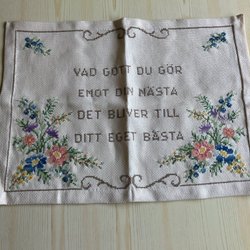 VAD GOTT DU GÖR
EMOT DIN NÄSTA
DET BLIVER TILL
DITT EGET BÄSTA